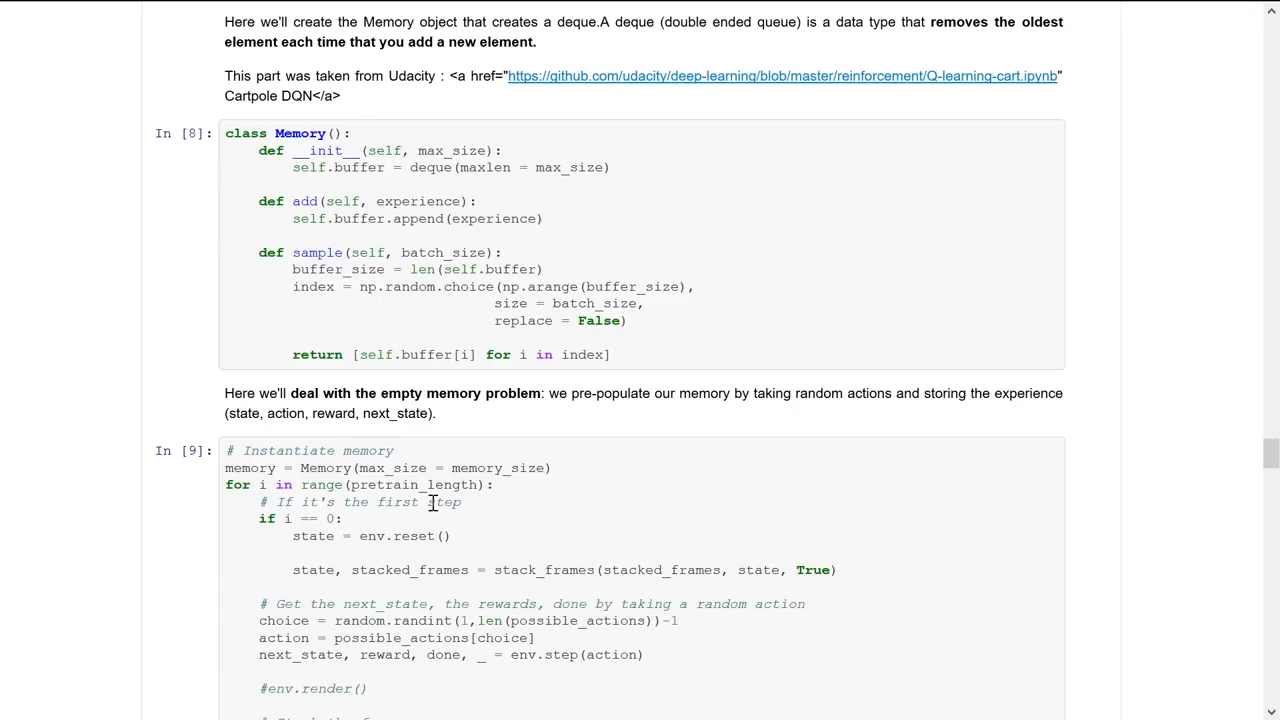 Here we'll create the Memory object that creates a deque.A deque (double ended queue) is a data type that removes the oldest
element each time that you add a new element.
This part was taken from Udacity : <a href="https://github.com/udacity/deep-learning/blob/master/reinforcement/Q-learning-cart.ipynb"
Cartpole DQN</a>
In [8]: class Memory():
    def __init__(self, max_size):
        self.buffer = deque(maxlen = max_size)
    def add(self, experience):
        self.buffer.append(experience)
    def sample(self, batch_size):
        buffer_size = len(self.buffer)
        index = np.random.choice(np.arange(buffer_size),
                                size = batch_size,
                                replace = False)
        return [self.buffer[i] for i in index]
Here we'll deal with the empty memory problem: we pre-populate our memory by taking random actions and storing the experience
(state, action, reward, next_state).
In [9]: # Instantiate memory
memory = Memory(max_size = memory_size)
for i in range(pretrain_length):
    # If it's the first step
    if i == 0:
        state = env.reset()
        state, stacked_frames = stack_frames(stacked_frames, state, True)
    # Get the next_state, the rewards, done by taking a random action
    choice = random.randint(1,len(possible_actions))-1
    action = possible_actions[choice]
    next_state, reward, done, _ = env.step(action)
    #env.render()